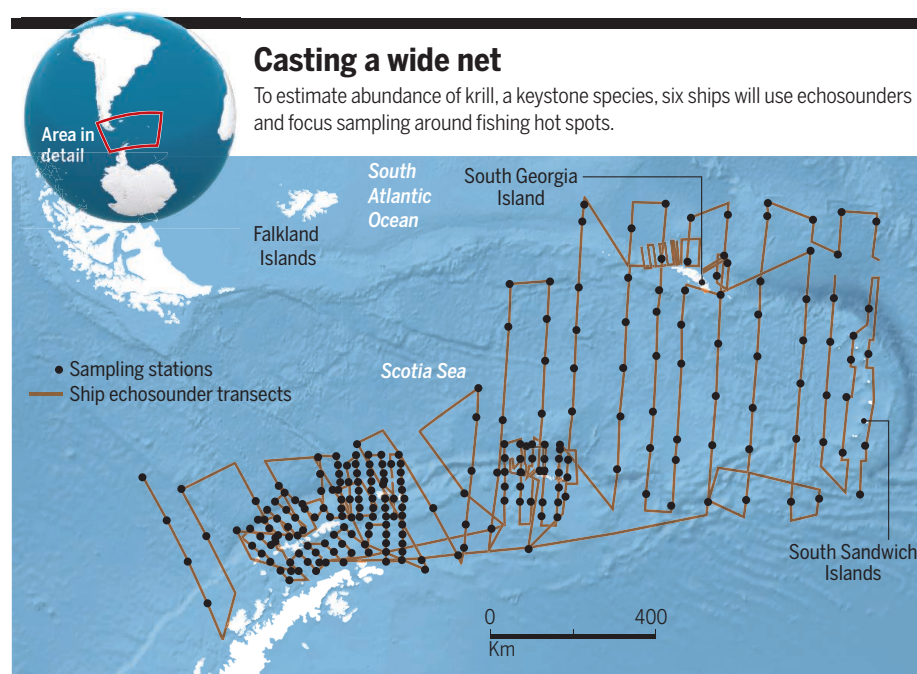 Casting a wide net
To estimate abundance of krill, a keystone species, six ships will use echosounders
and focus sampling around fishing hot spots.
Area in
detail
South
Atlantic
Ocean
South Georgia
Island
Falkland
Islands
Sampling stations
Ship echosounder transects
Scotia Sea
South Sandwich
Islands
0 400
Km